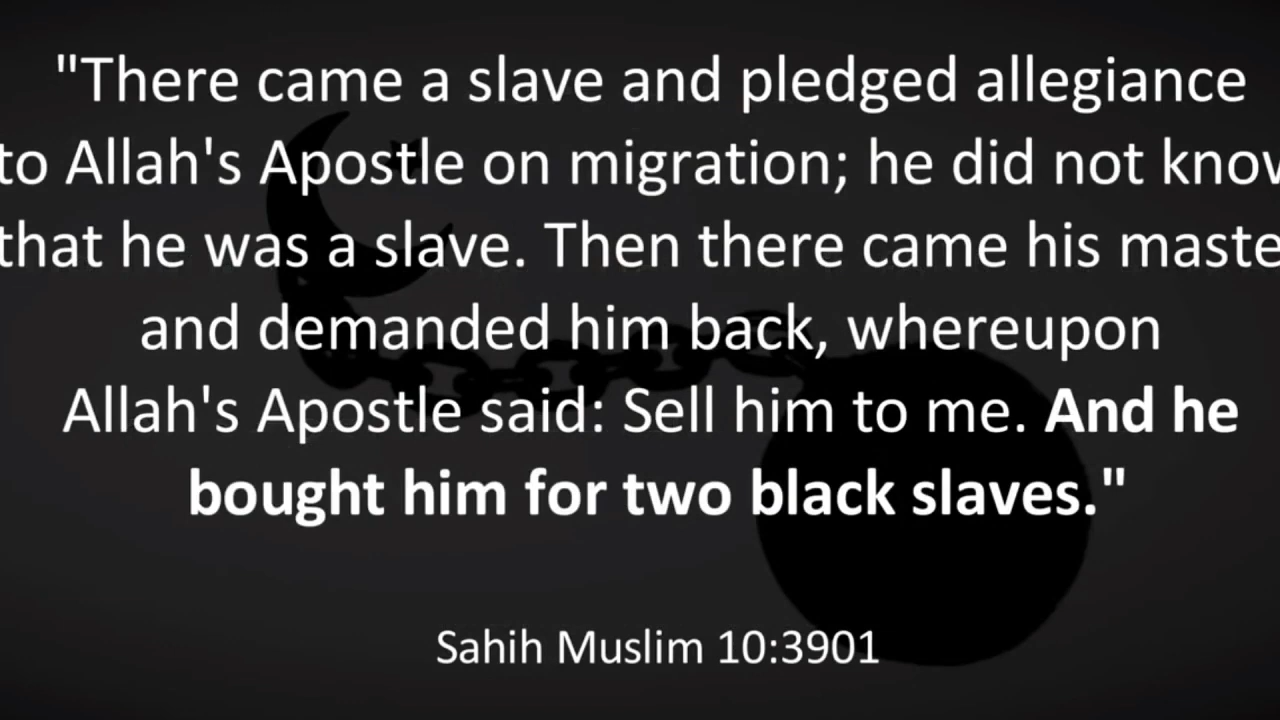 "There came a slave and pledged allegiance
to Allah's Apostle on migration; he did not know
that he was a slave. Then there came his maste
and demanded him back, whereupon
Allah's Apostle said: Sell him to me. And he
bought him for two black slaves."
Sahih Muslim 10:3901